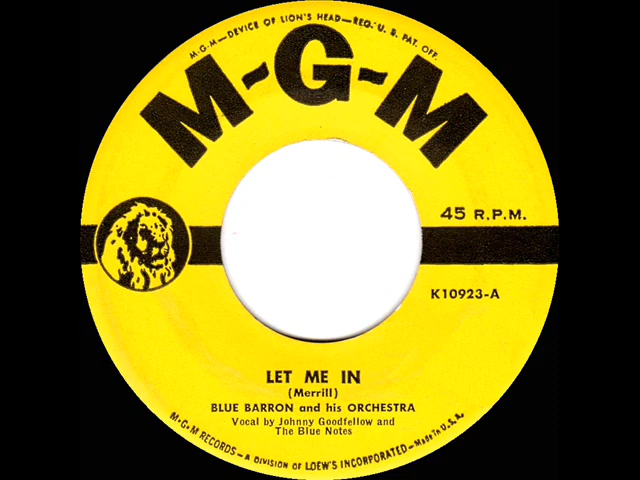 M-G-M—DEVICE OF LION'S HEAD—REG. U. S. PAT. OFF.
M-G-M
45 R.P.M.
K10923-A
LET ME IN
(Merrill)
BLUE BARRON and his ORCHESTRA
Vocal by Johnny Goodfellow and
The Blue Notes
M-G-M RECORDS—A DIVISION OF LOEW'S INCORPORATED—Made in U.S.A.